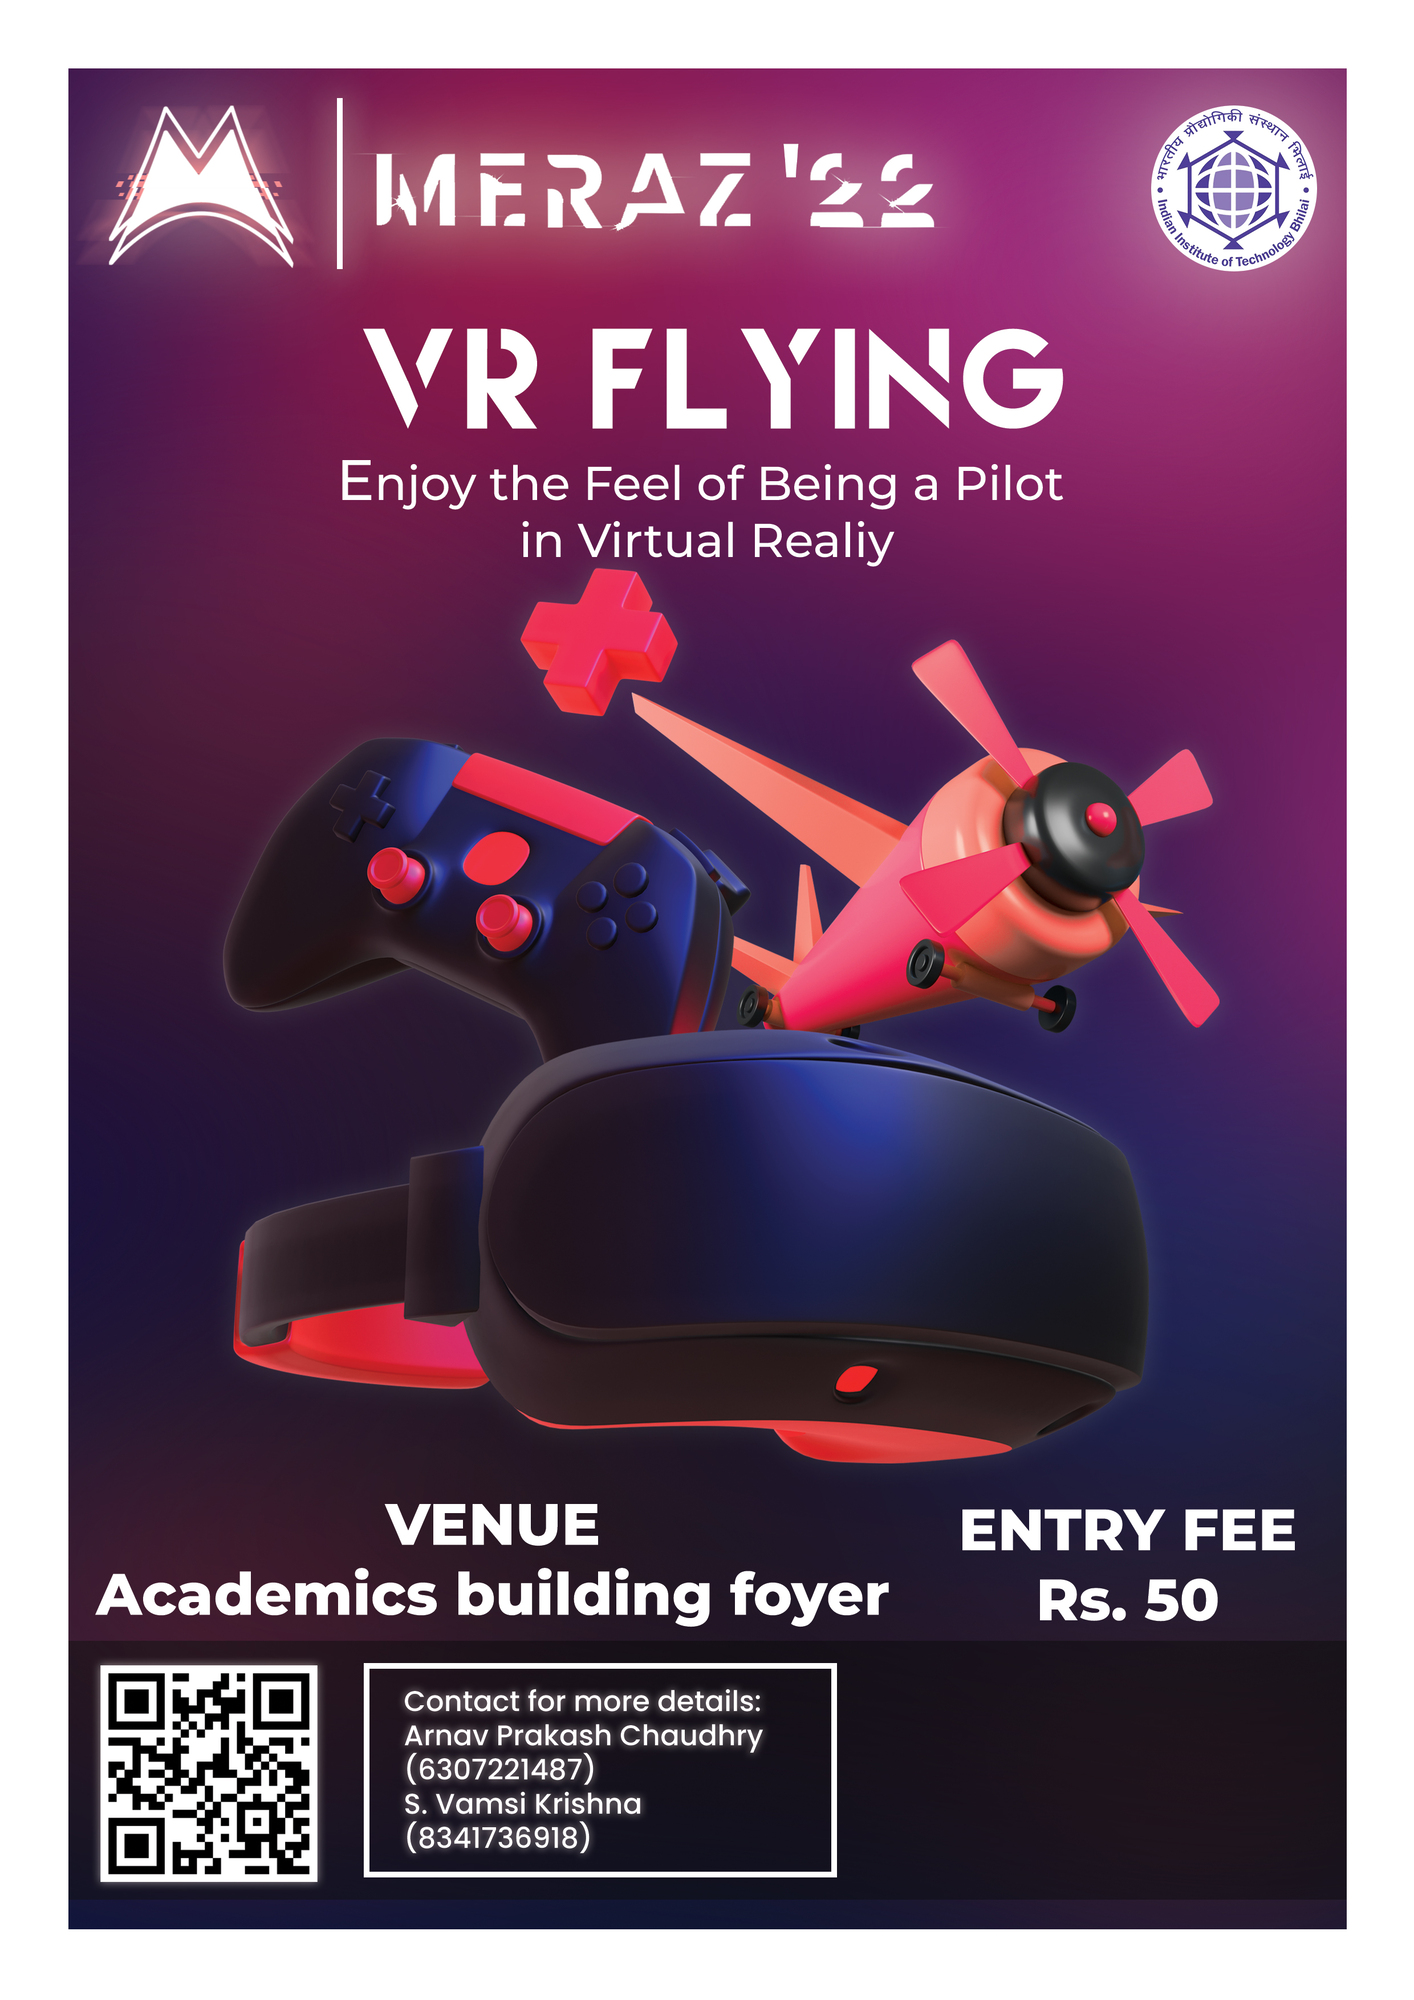 MERAZ '22
भारतीय प्रौद्योगिकी संस्थान भिलाई
Indian Institute of Technology Bhilai
VR FLYING
Enjoy the Feel of Being a Pilot
in Virtual Realiy
VENUE
Academics building foyer
ENTRY FEE
Rs. 50
Contact for more details:
Arnav Prakash Chaudhry
(6307221487)
S. Vamsi Krishna
(8341736918)